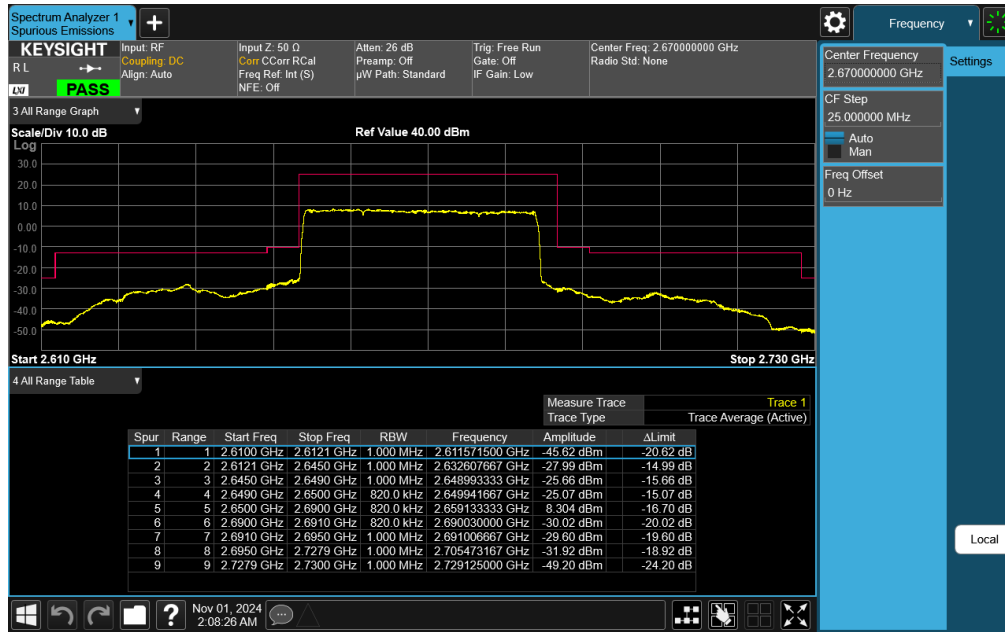 Spectrum Analyzer 1
Spurious Emissions
▼
+
Frequency ▼
KEYSIGHT
R L
LXI
PASS
Input: RF
Coupling: DC
Align: Auto
Input Z: 50 Ω
Corr CCorr RCal
Freq Ref: Int (S)
NFE: Off
Atten: 26 dB
Preamp: Off
µW Path: Standard
Trig: Free Run
Gate: Off
IF Gain: Low
Center Freq: 2.670000000 GHz
Radio Std: None
Center Frequency
2.670000000 GHz
Settings
CF Step
25.000000 MHz
Auto
Man
Freq Offset
0 Hz
Local
3 All Range Graph ▼
Scale/Div 10.0 dB
Ref Value 40.00 dBm
Log
30.0
20.0
10.0
0.00
-10.0
-20.0
-30.0
-40.0
-50.0
Start 2.610 GHz
Stop 2.730 GHz
4 All Range Table ▼
Measure Trace Trace 1
Trace Type Trace Average (Active)
Spur Range Start Freq Stop Freq RBW Frequency Amplitude ΔLimit
1 1 2.6100 GHz 2.6121 GHz 1.000 MHz 2.611571500 GHz -45.62 dBm -20.62 dB
2 2 2.6121 GHz 2.6450 GHz 1.000 MHz 2.632607667 GHz -27.99 dBm -14.99 dB
3 3 2.6450 GHz 2.6490 GHz 1.000 MHz 2.648993333 GHz -25.66 dBm -15.66 dB
4 4 2.6490 GHz 2.6500 GHz 820.0 kHz 2.649941667 GHz -25.07 dBm -15.07 dB
5 5 2.6500 GHz 2.6900 GHz 820.0 kHz 2.659133333 GHz 8.304 dBm -16.70 dB
6 6 2.6900 GHz 2.6910 GHz 820.0 kHz 2.690030000 GHz -30.02 dBm -20.02 dB
7 7 2.6910 GHz 2.6950 GHz 1.000 MHz 2.691006667 GHz -29.60 dBm -19.60 dB
8 8 2.6950 GHz 2.7279 GHz 1.000 MHz 2.705473167 GHz -31.92 dBm -18.92 dB
9 9 2.7279 GHz 2.7300 GHz 1.000 MHz 2.729125000 GHz -49.20 dBm -24.20 dB
?
Nov 01, 2024
2:08:26 AM